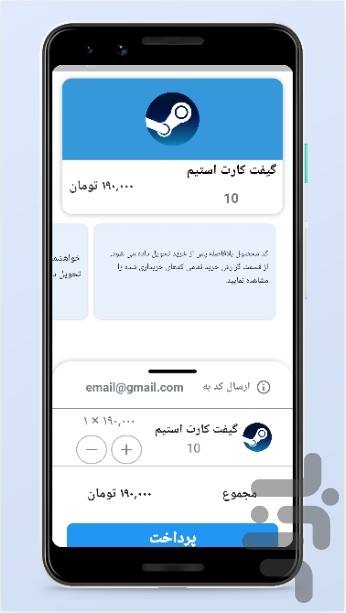 گیفت کارت استیم
۱۹۰,۰۰۰ تومان
10
کد محصول بلافاصله پس از خرید تحویل داده می شود.
از قسمت گزارش خرید تمامی کدهای خریداری شده را
مشاهده نمایید.
خواهشم
تحویل دا
ارسال کد به email@gmail.com
گیفت کارت استیم
۱ × ۱۹۰,۰۰۰
10
مجموع ۱۹۰,۰۰۰ تومان
پرداخت